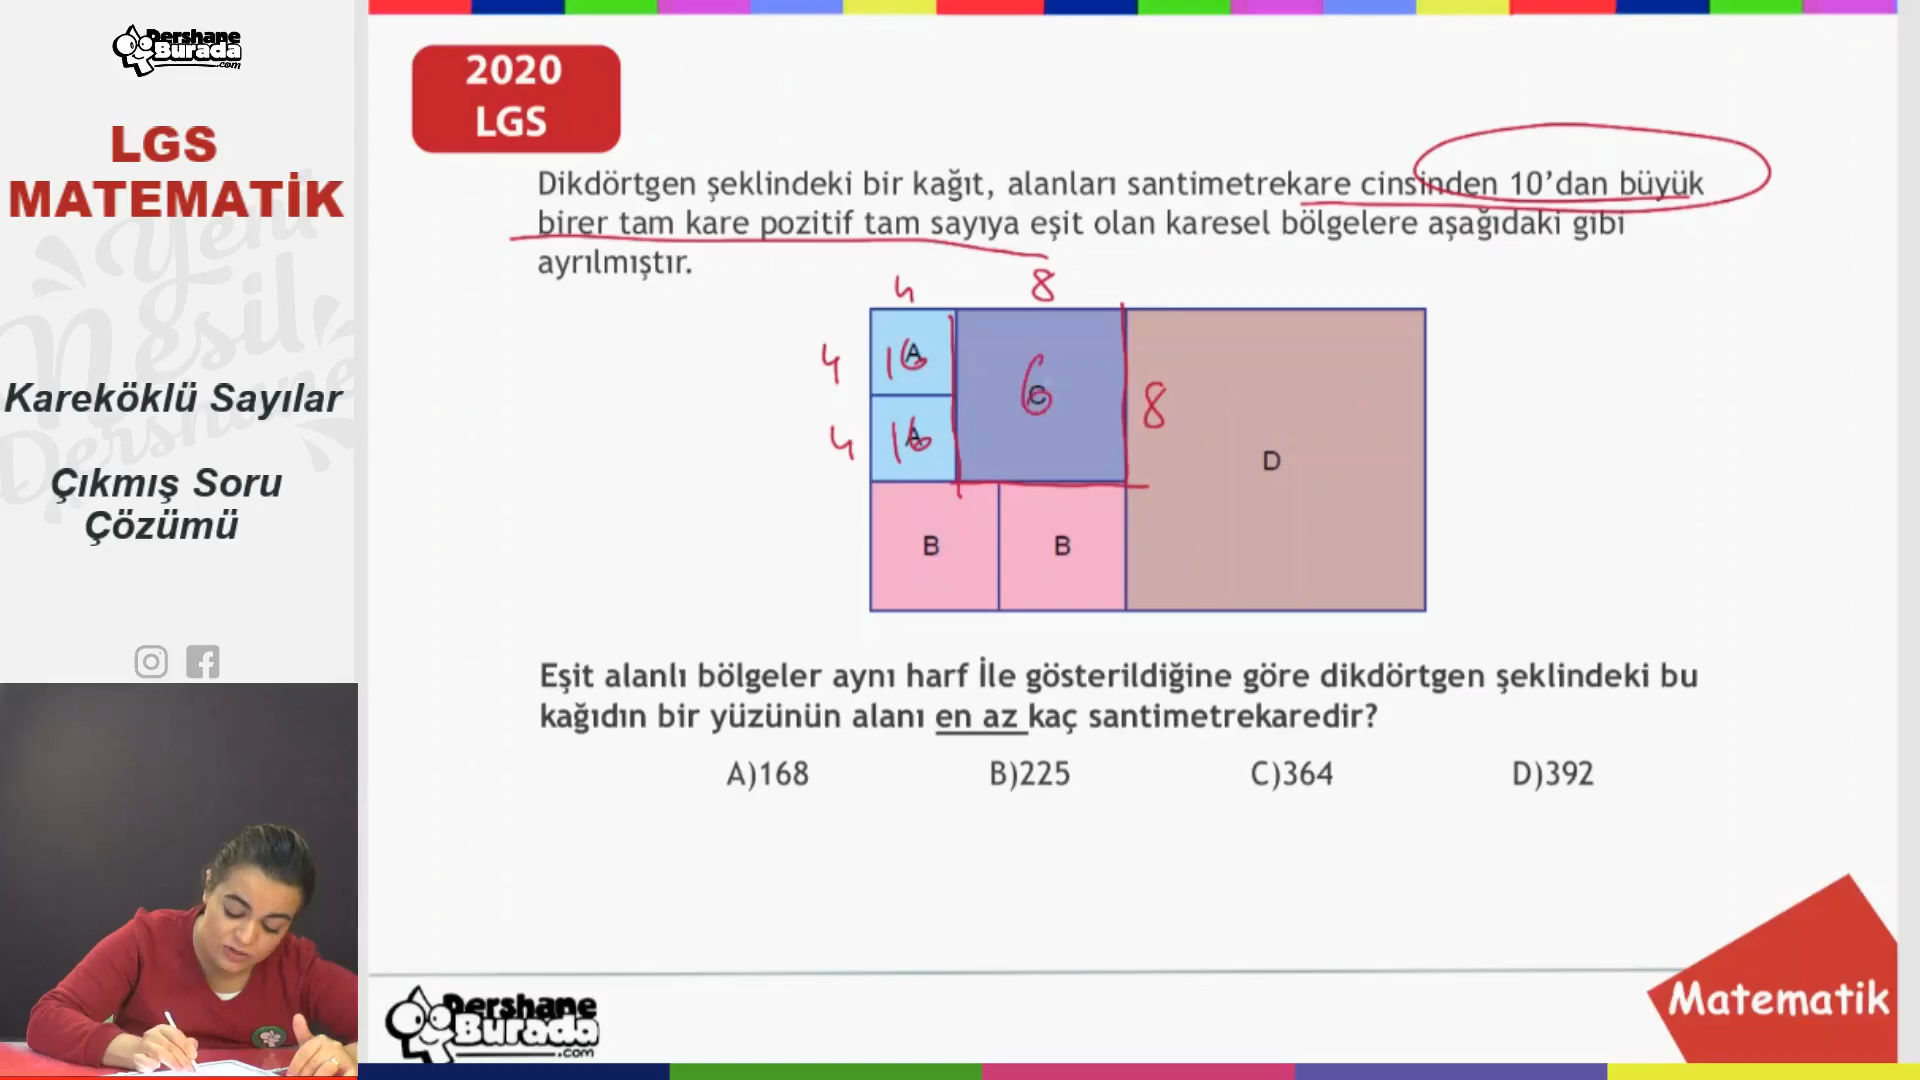 Dershane
Burada
.com
LGS
MATEMATİK
Yeni
Nesil
Dershane
Kareköklü Sayılar
Çıkmış Soru
Çözümü
2020
LGS
Dikdörtgen şeklindeki bir kağıt, alanları santimetrekare cinsinden 10’dan büyük
birer tam kare pozitif tam sayıya eşit olan karesel bölgelere aşağıdaki gibi
ayrılmıştır.
4 8
4 16 A 6 C 8
4 16 A
D
B B
Eşit alanlı bölgeler aynı harf İle gösterildiğine göre dikdörtgen şeklindeki bu
kağıdın bir yüzünün alanı en az kaç santimetrekaredir?
A)168 B)225 C)364 D)392
Dershane
Burada
.com
Matematik